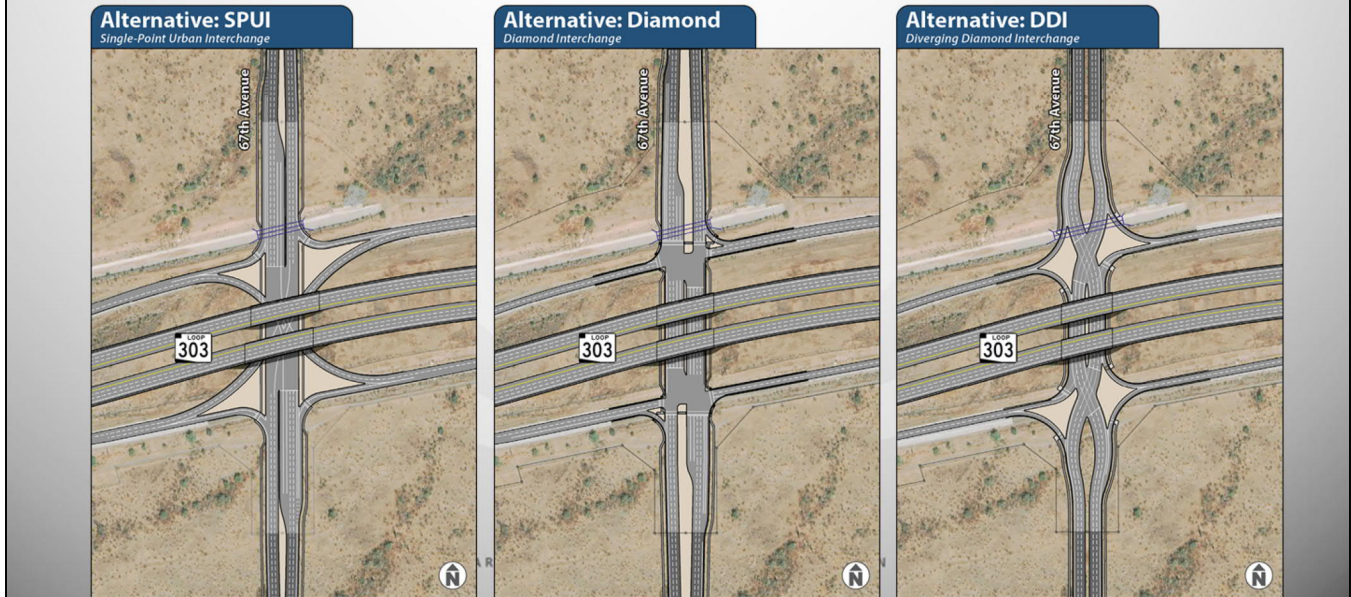 Alternative: SPUI
Single-Point Urban Interchange
67th Avenue
LOOP
303
N
Alternative: Diamond
Diamond Interchange
67th Avenue
LOOP
303
N
Alternative: DDI
Diverging Diamond Interchange
67th Avenue
LOOP
303
N